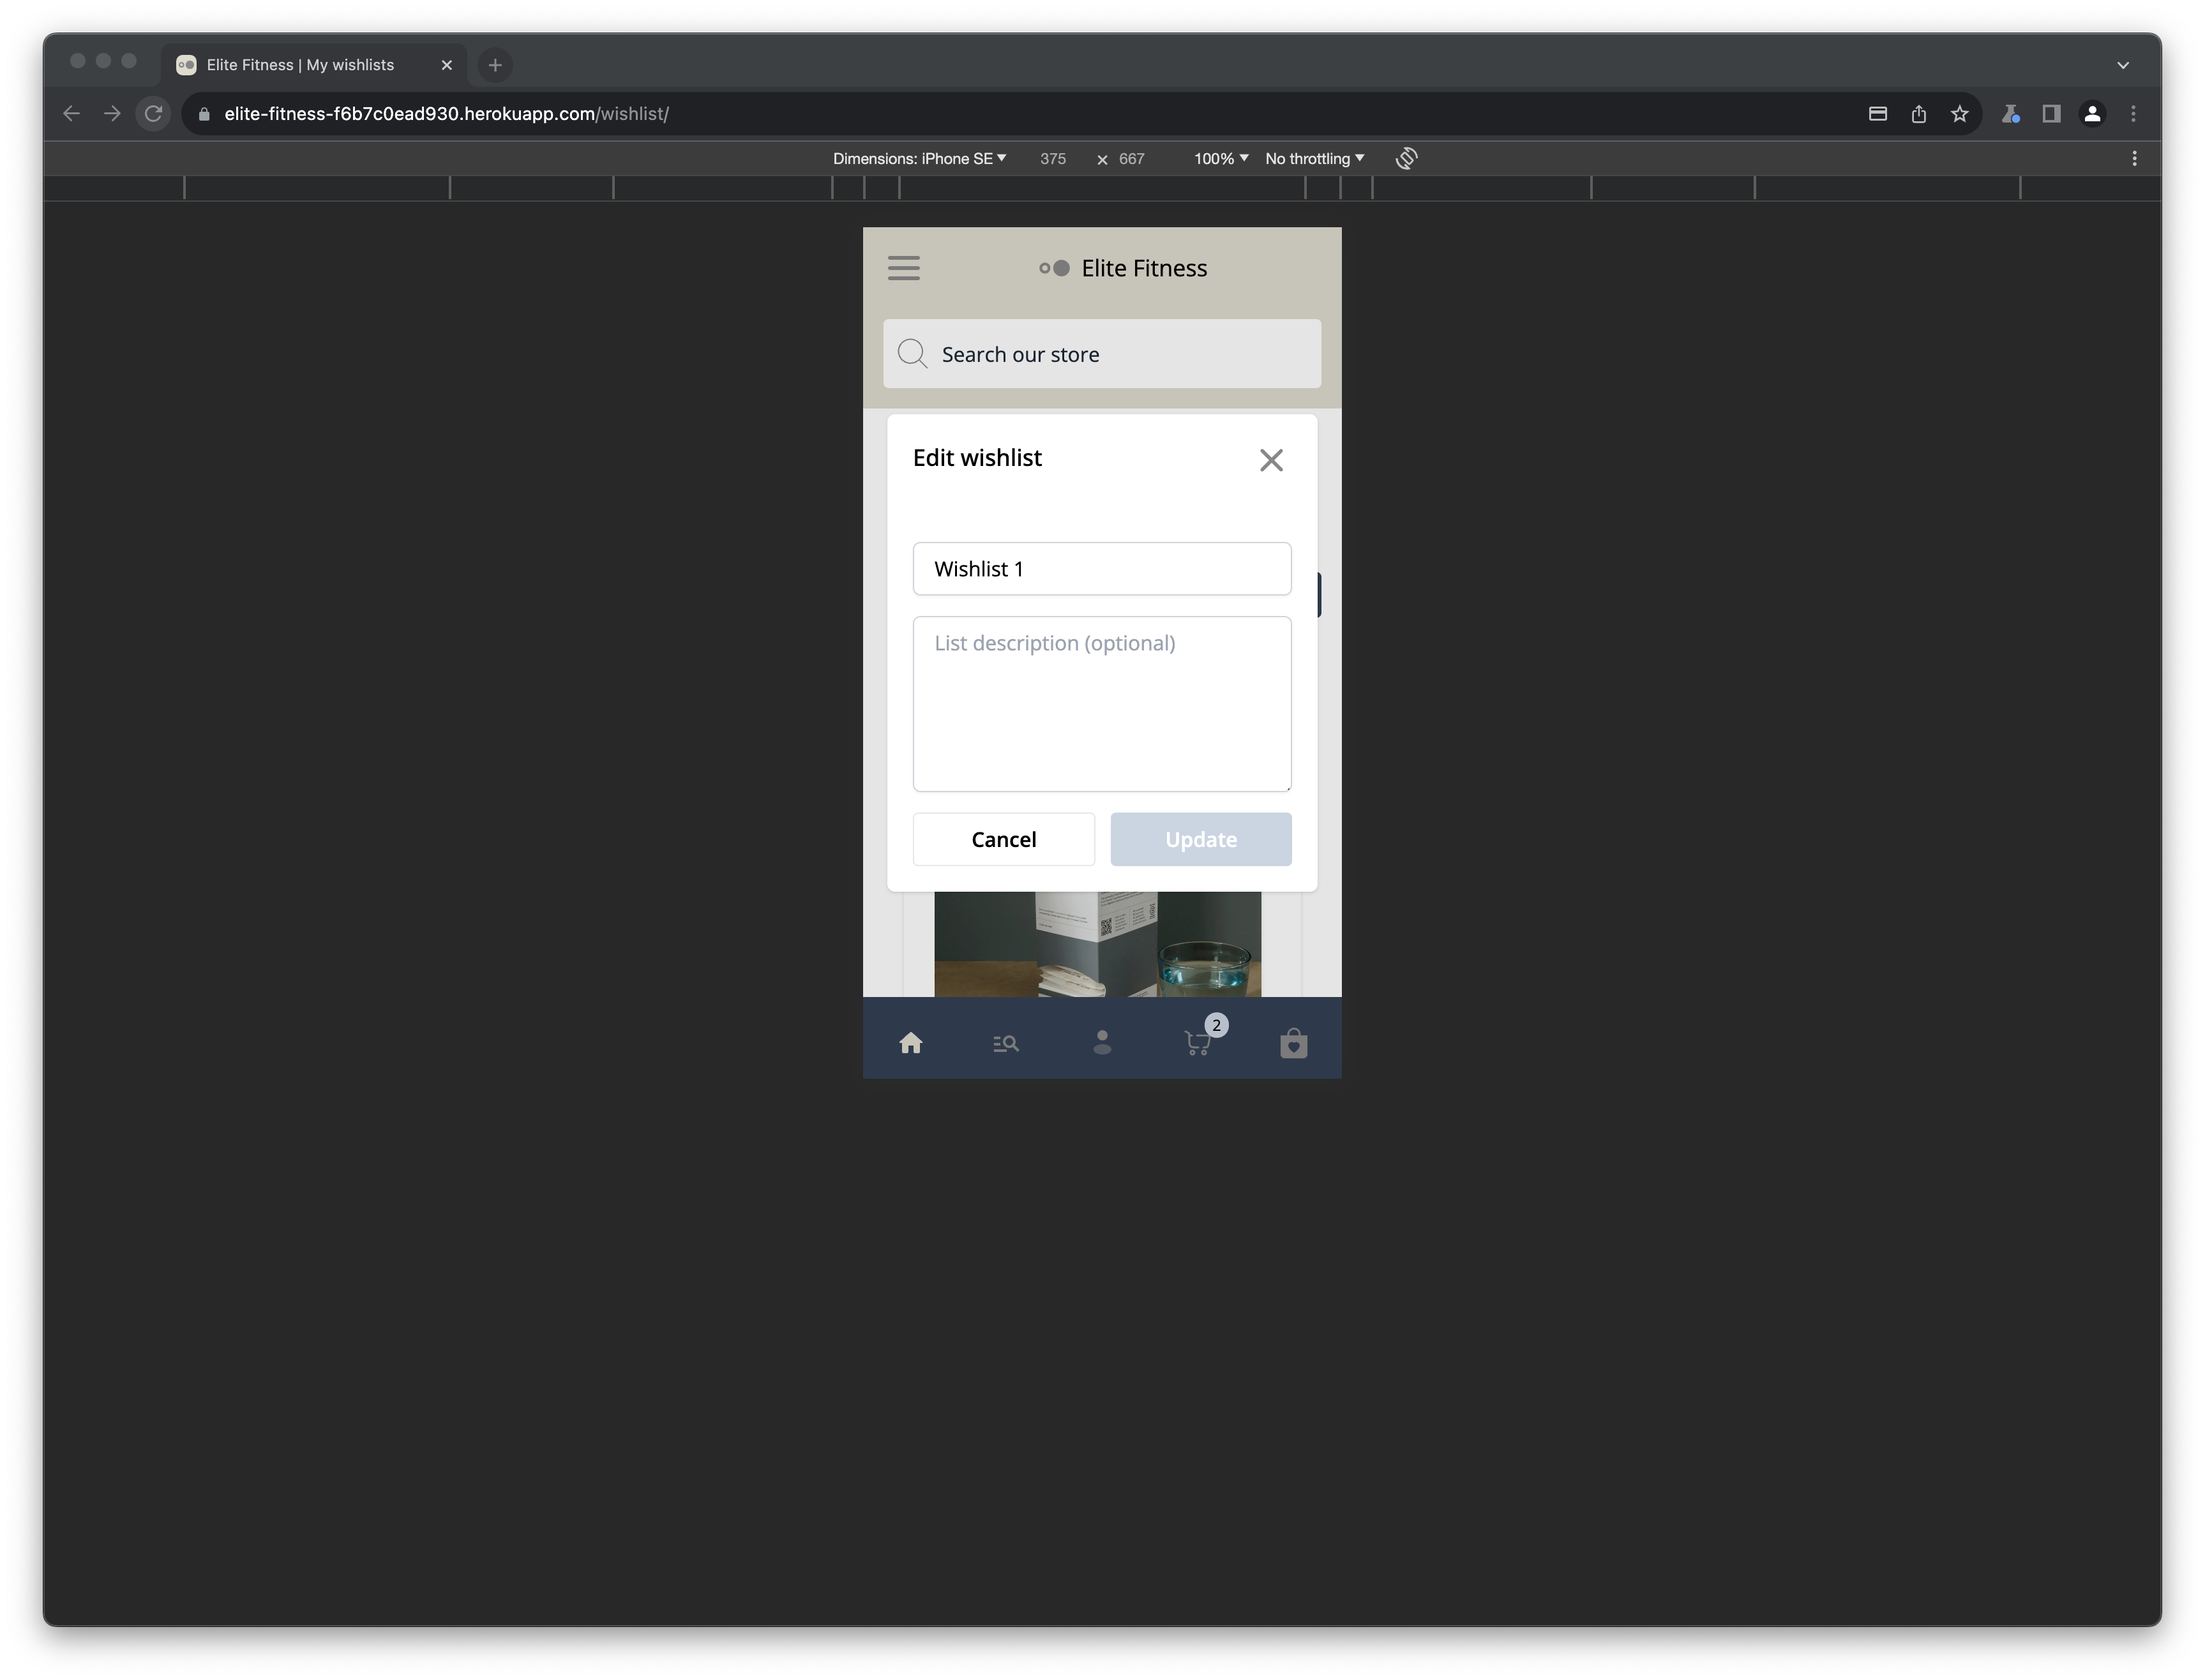 Elite Fitness | My wishlists
elite-fitness-f6b7c0ead930.herokuapp.com/wishlist/
Dimensions: iPhone SE 375 × 667 100% No throttling
Elite Fitness
Search our store
Edit wishlist
Wishlist 1
List description (optional)
Cancel Update
2